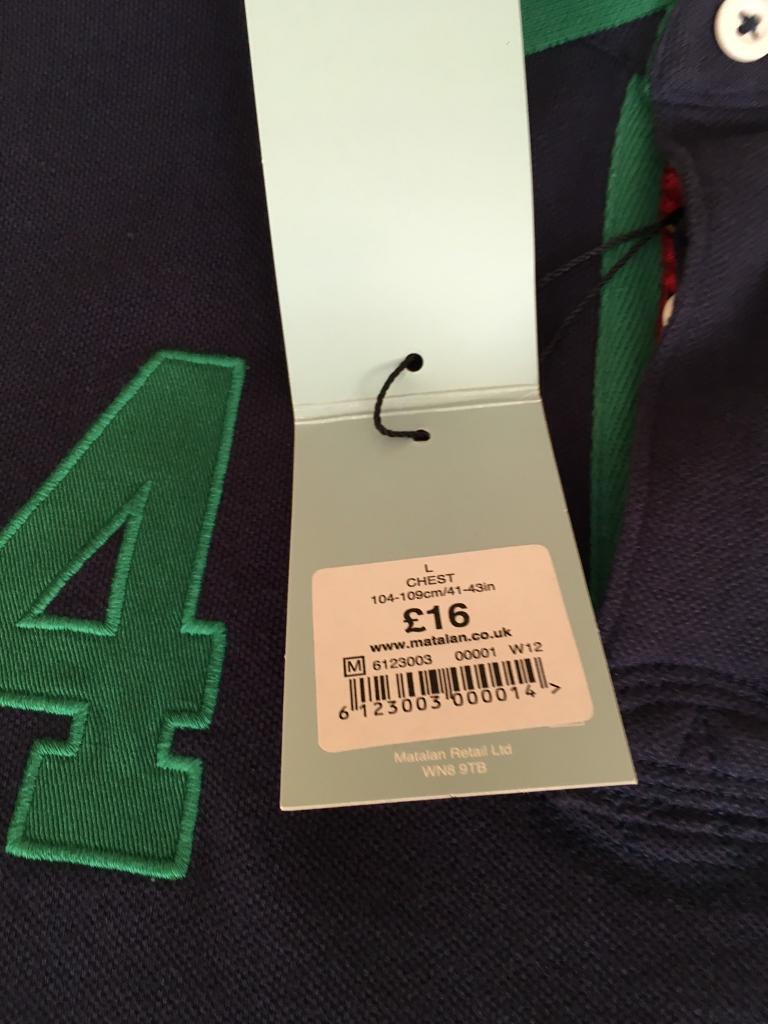 4
L
CHEST
104-109cm/41-43in
£16
www.matalan.co.uk
M 6123003 00001 W12
6 123003 000014 >
Matalan Retail Ltd
WN8 9TB